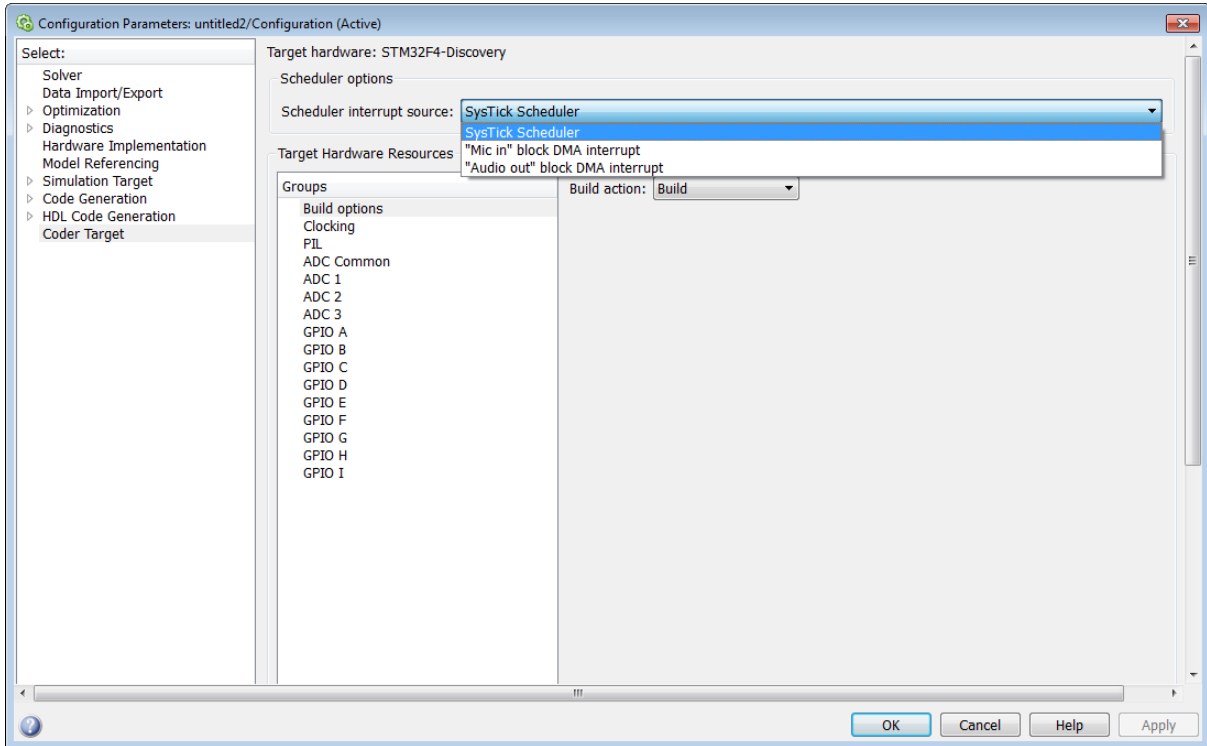 Configuration Parameters: untitled2/Configuration (Active)
Select:
Solver
Data Import/Export
Optimization
Diagnostics
Hardware Implementation
Model Referencing
Simulation Target
Code Generation
HDL Code Generation
Coder Target
Target hardware: STM32F4-Discovery
Scheduler options
Scheduler interrupt source: SysTick Scheduler
SysTick Scheduler
"Mic in" block DMA interrupt
"Audio out" block DMA interrupt
Target Hardware Resources
Groups
Build options
Clocking
PIL
ADC Common
ADC 1
ADC 2
ADC 3
GPIO A
GPIO B
GPIO C
GPIO D
GPIO E
GPIO F
GPIO G
GPIO H
GPIO I
Build action: Build
OK Cancel Help Apply